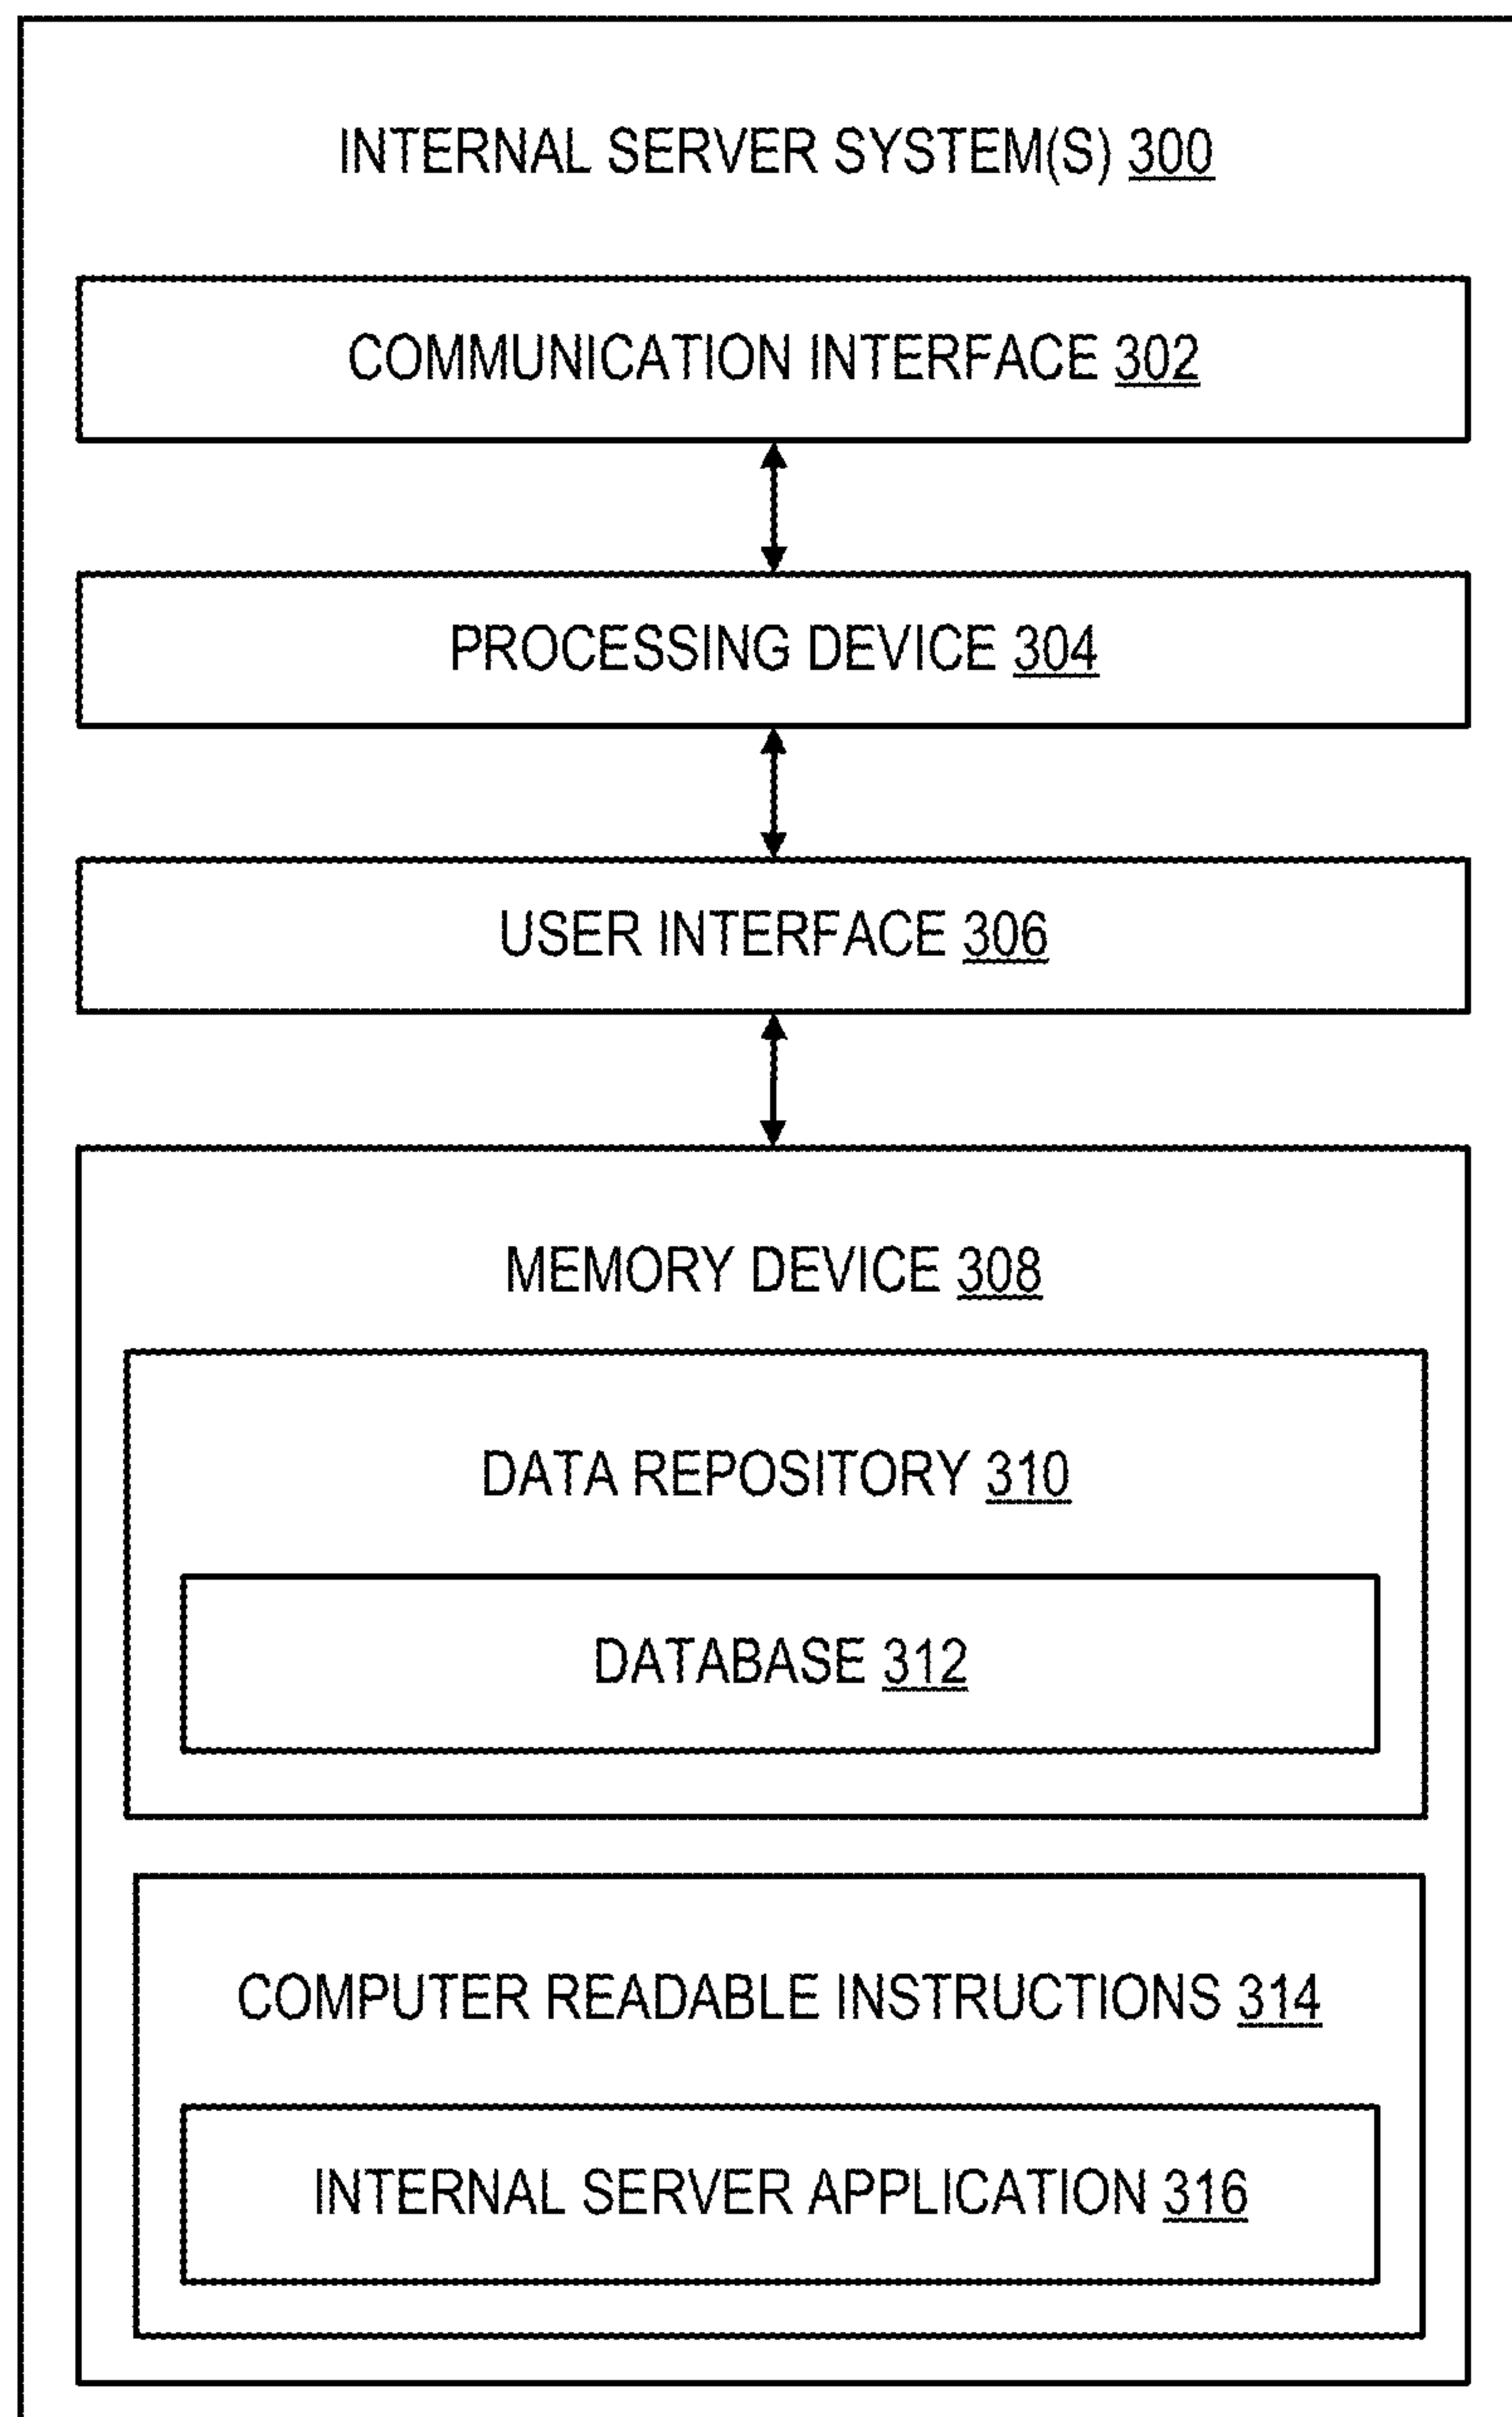 INTERNAL SERVER SYSTEM(S) 300
COMMUNICATION INTERFACE 302
PROCESSING DEVICE 304
USER INTERFACE 306
MEMORY DEVICE 308
DATA REPOSITORY 310
DATABASE 312
COMPUTER READABLE INSTRUCTIONS 314
INTERNAL SERVER APPLICATION 316